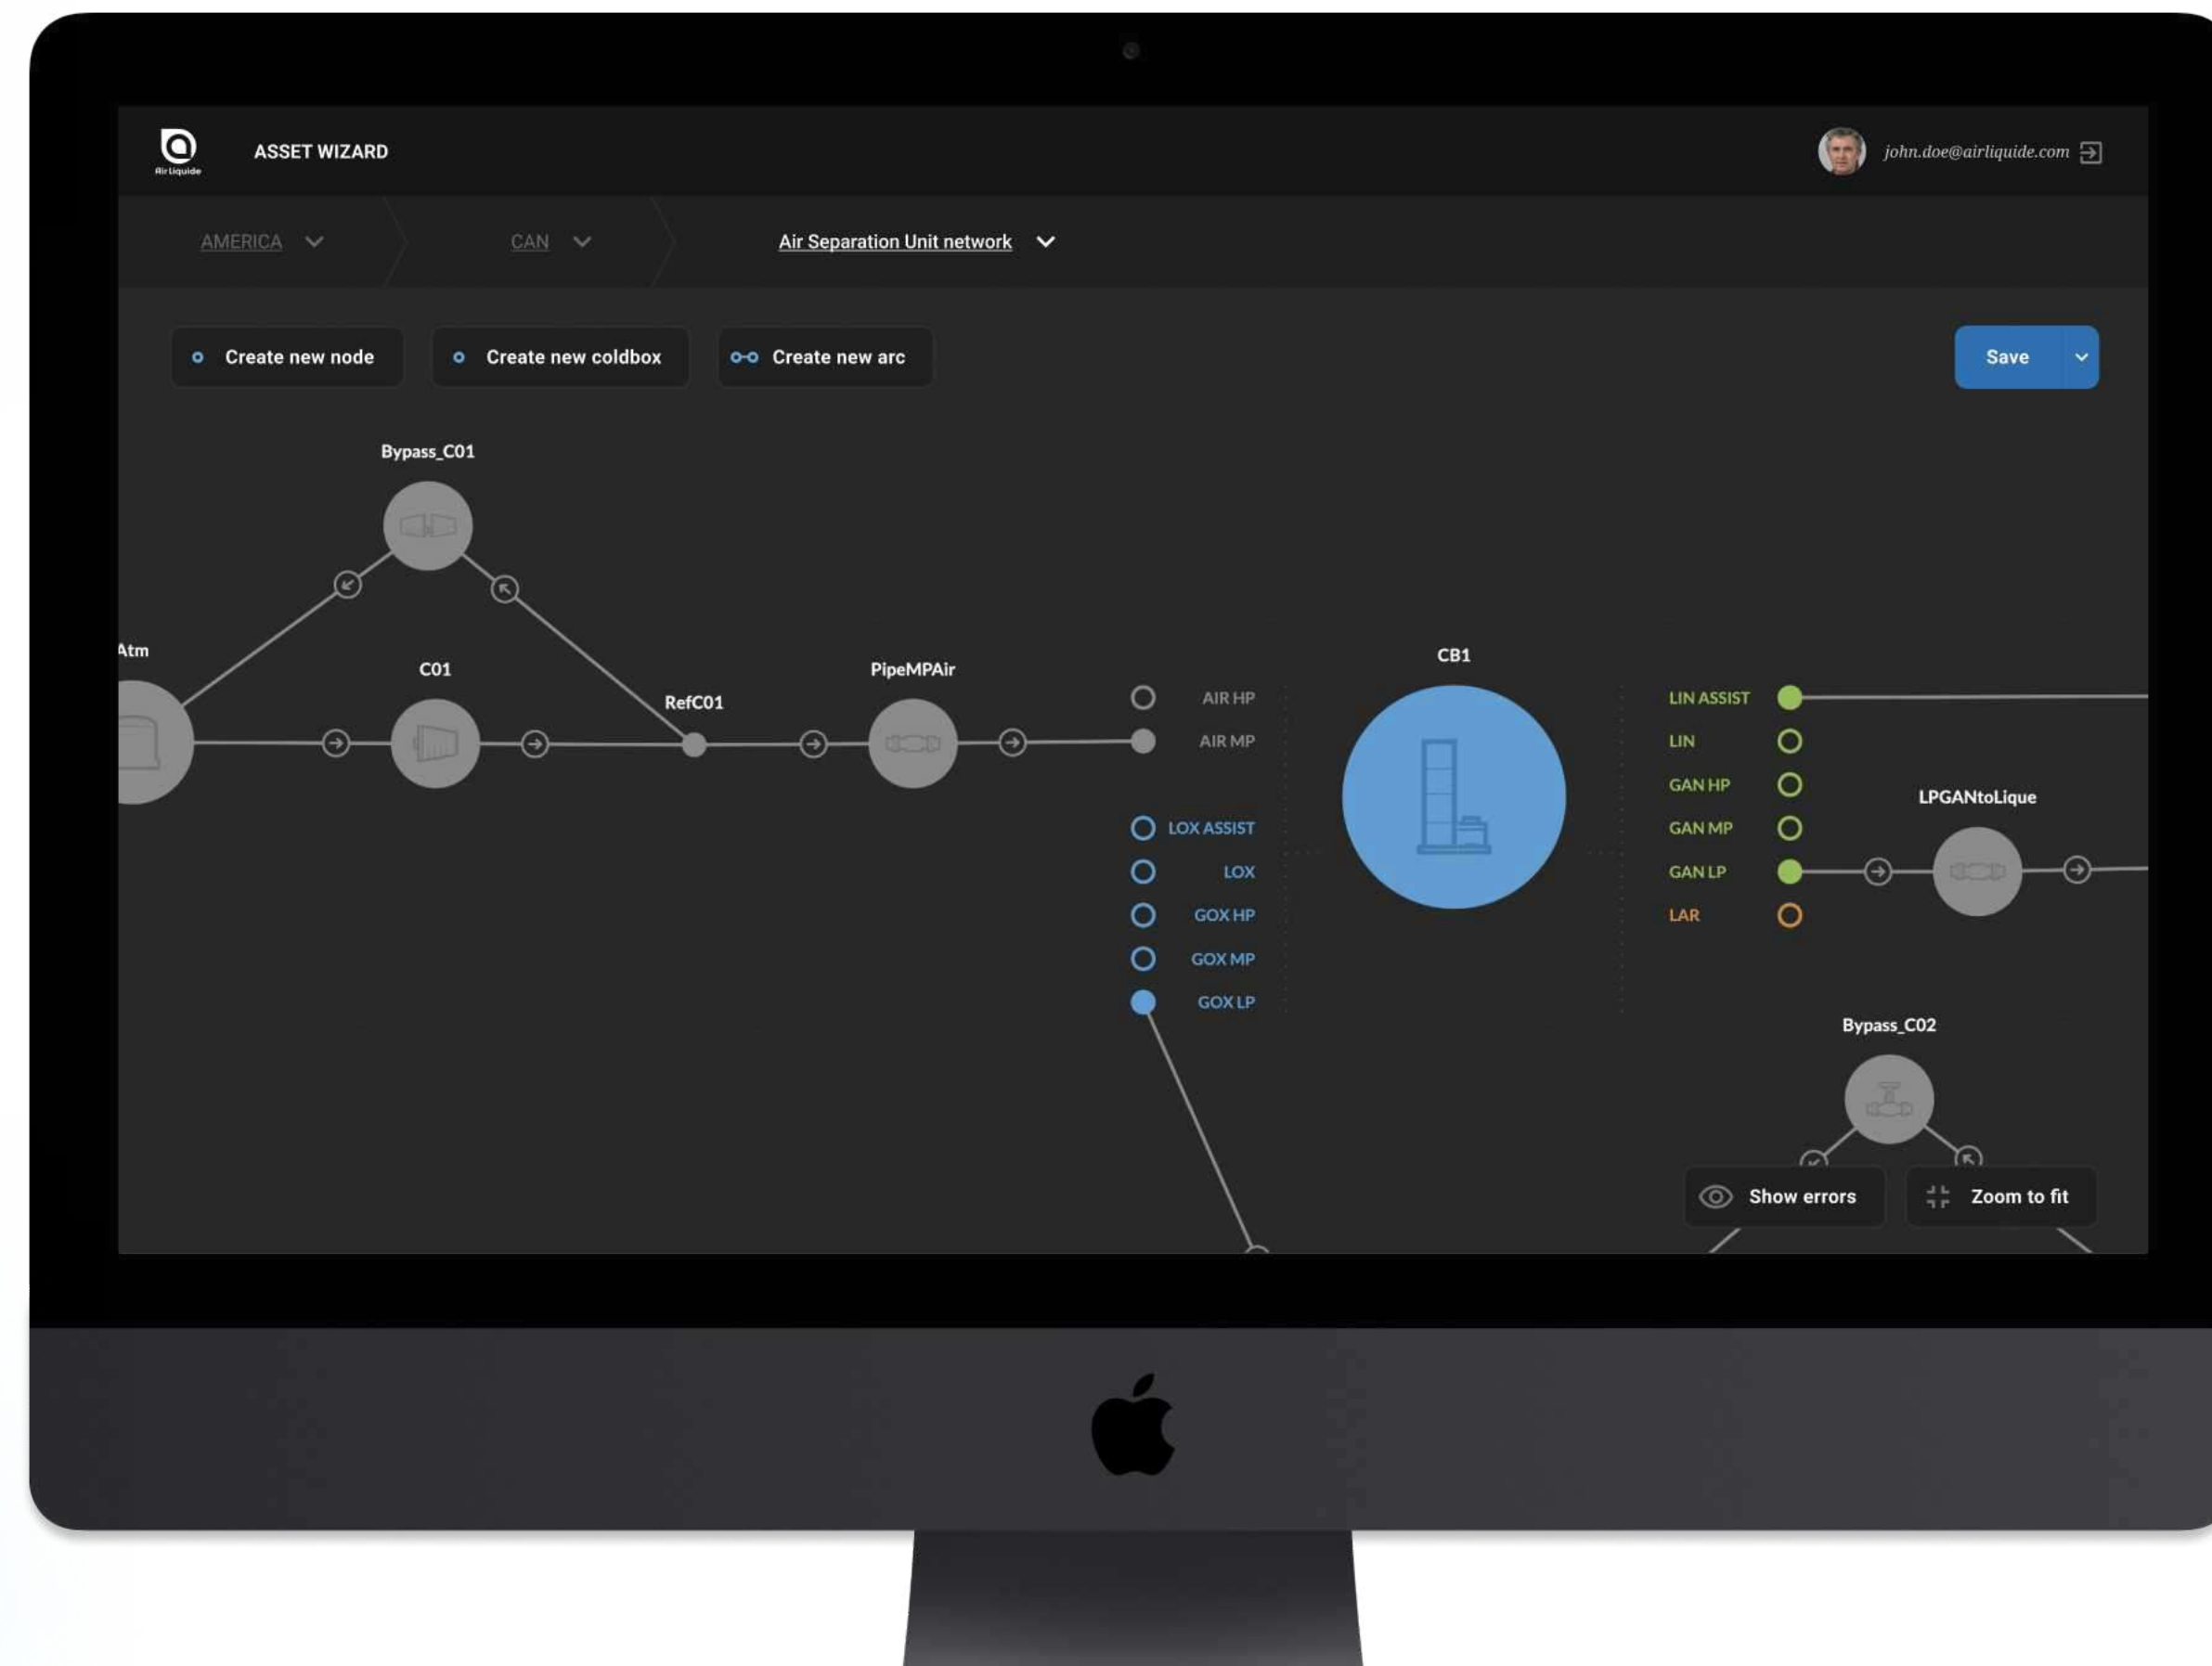 Air Liquide
ASSET WIZARD
john.doe@airliquide.com
AMERICA
CAN
Air Separation Unit network
Create new node
Create new coldbox
Create new arc
Save
Bypass_C01
Atm
C01
RefC01
PipeMPAir
AIR HP
AIR MP
LOX ASSIST
LOX
GOX HP
GOX MP
GOX LP
CB1
LIN ASSIST
LIN
GAN HP
GAN MP
GAN LP
LAR
LPGANtoLique
Bypass_C02
Show errors
Zoom to fit